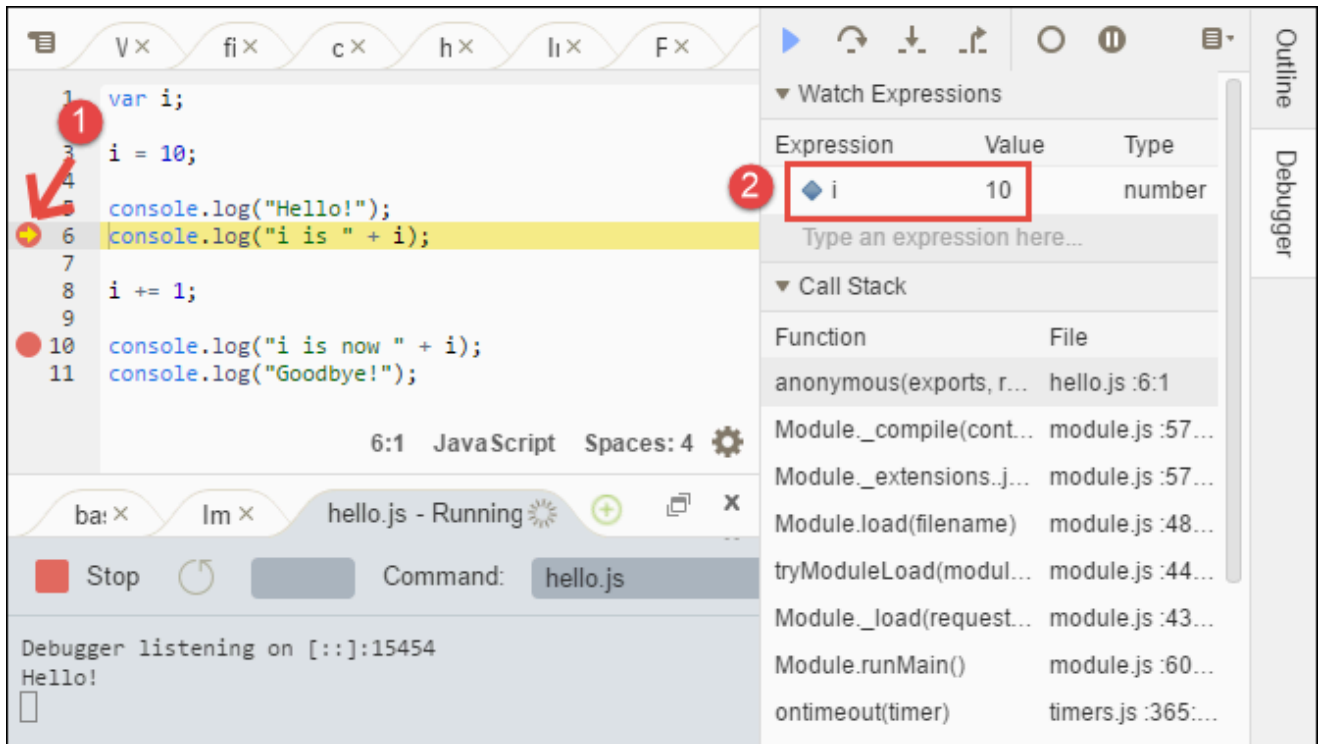 V× fi× c× h× F×
1 var i;
1
3 i = 10;
4
5 console.log("Hello!");
6 console.log("i is " + i);
7
8 i += 1;
9
10 console.log("i is now " + i);
11 console.log("Goodbye!");
6:1 JavaScript Spaces: 4
ba: × Im × hello.js - Running
Stop Command: hello.js
Debugger listening on [::]:15454
Hello!
Watch Expressions
Expression Value Type
2
i 10 number
Type an expression here...
Call Stack
Function File
anonymous(exports, r... hello.js :6:1
Module._compile(cont... module.js :57...
Module._extensions..j... module.js :57...
Module.load(filename) module.js :48...
tryModuleLoad(modul... module.js :44...
Module._load(request... module.js :43...
Module.runMain() module.js :60...
ontimeout(timer) timers.js :365:...
Outline
Debugger